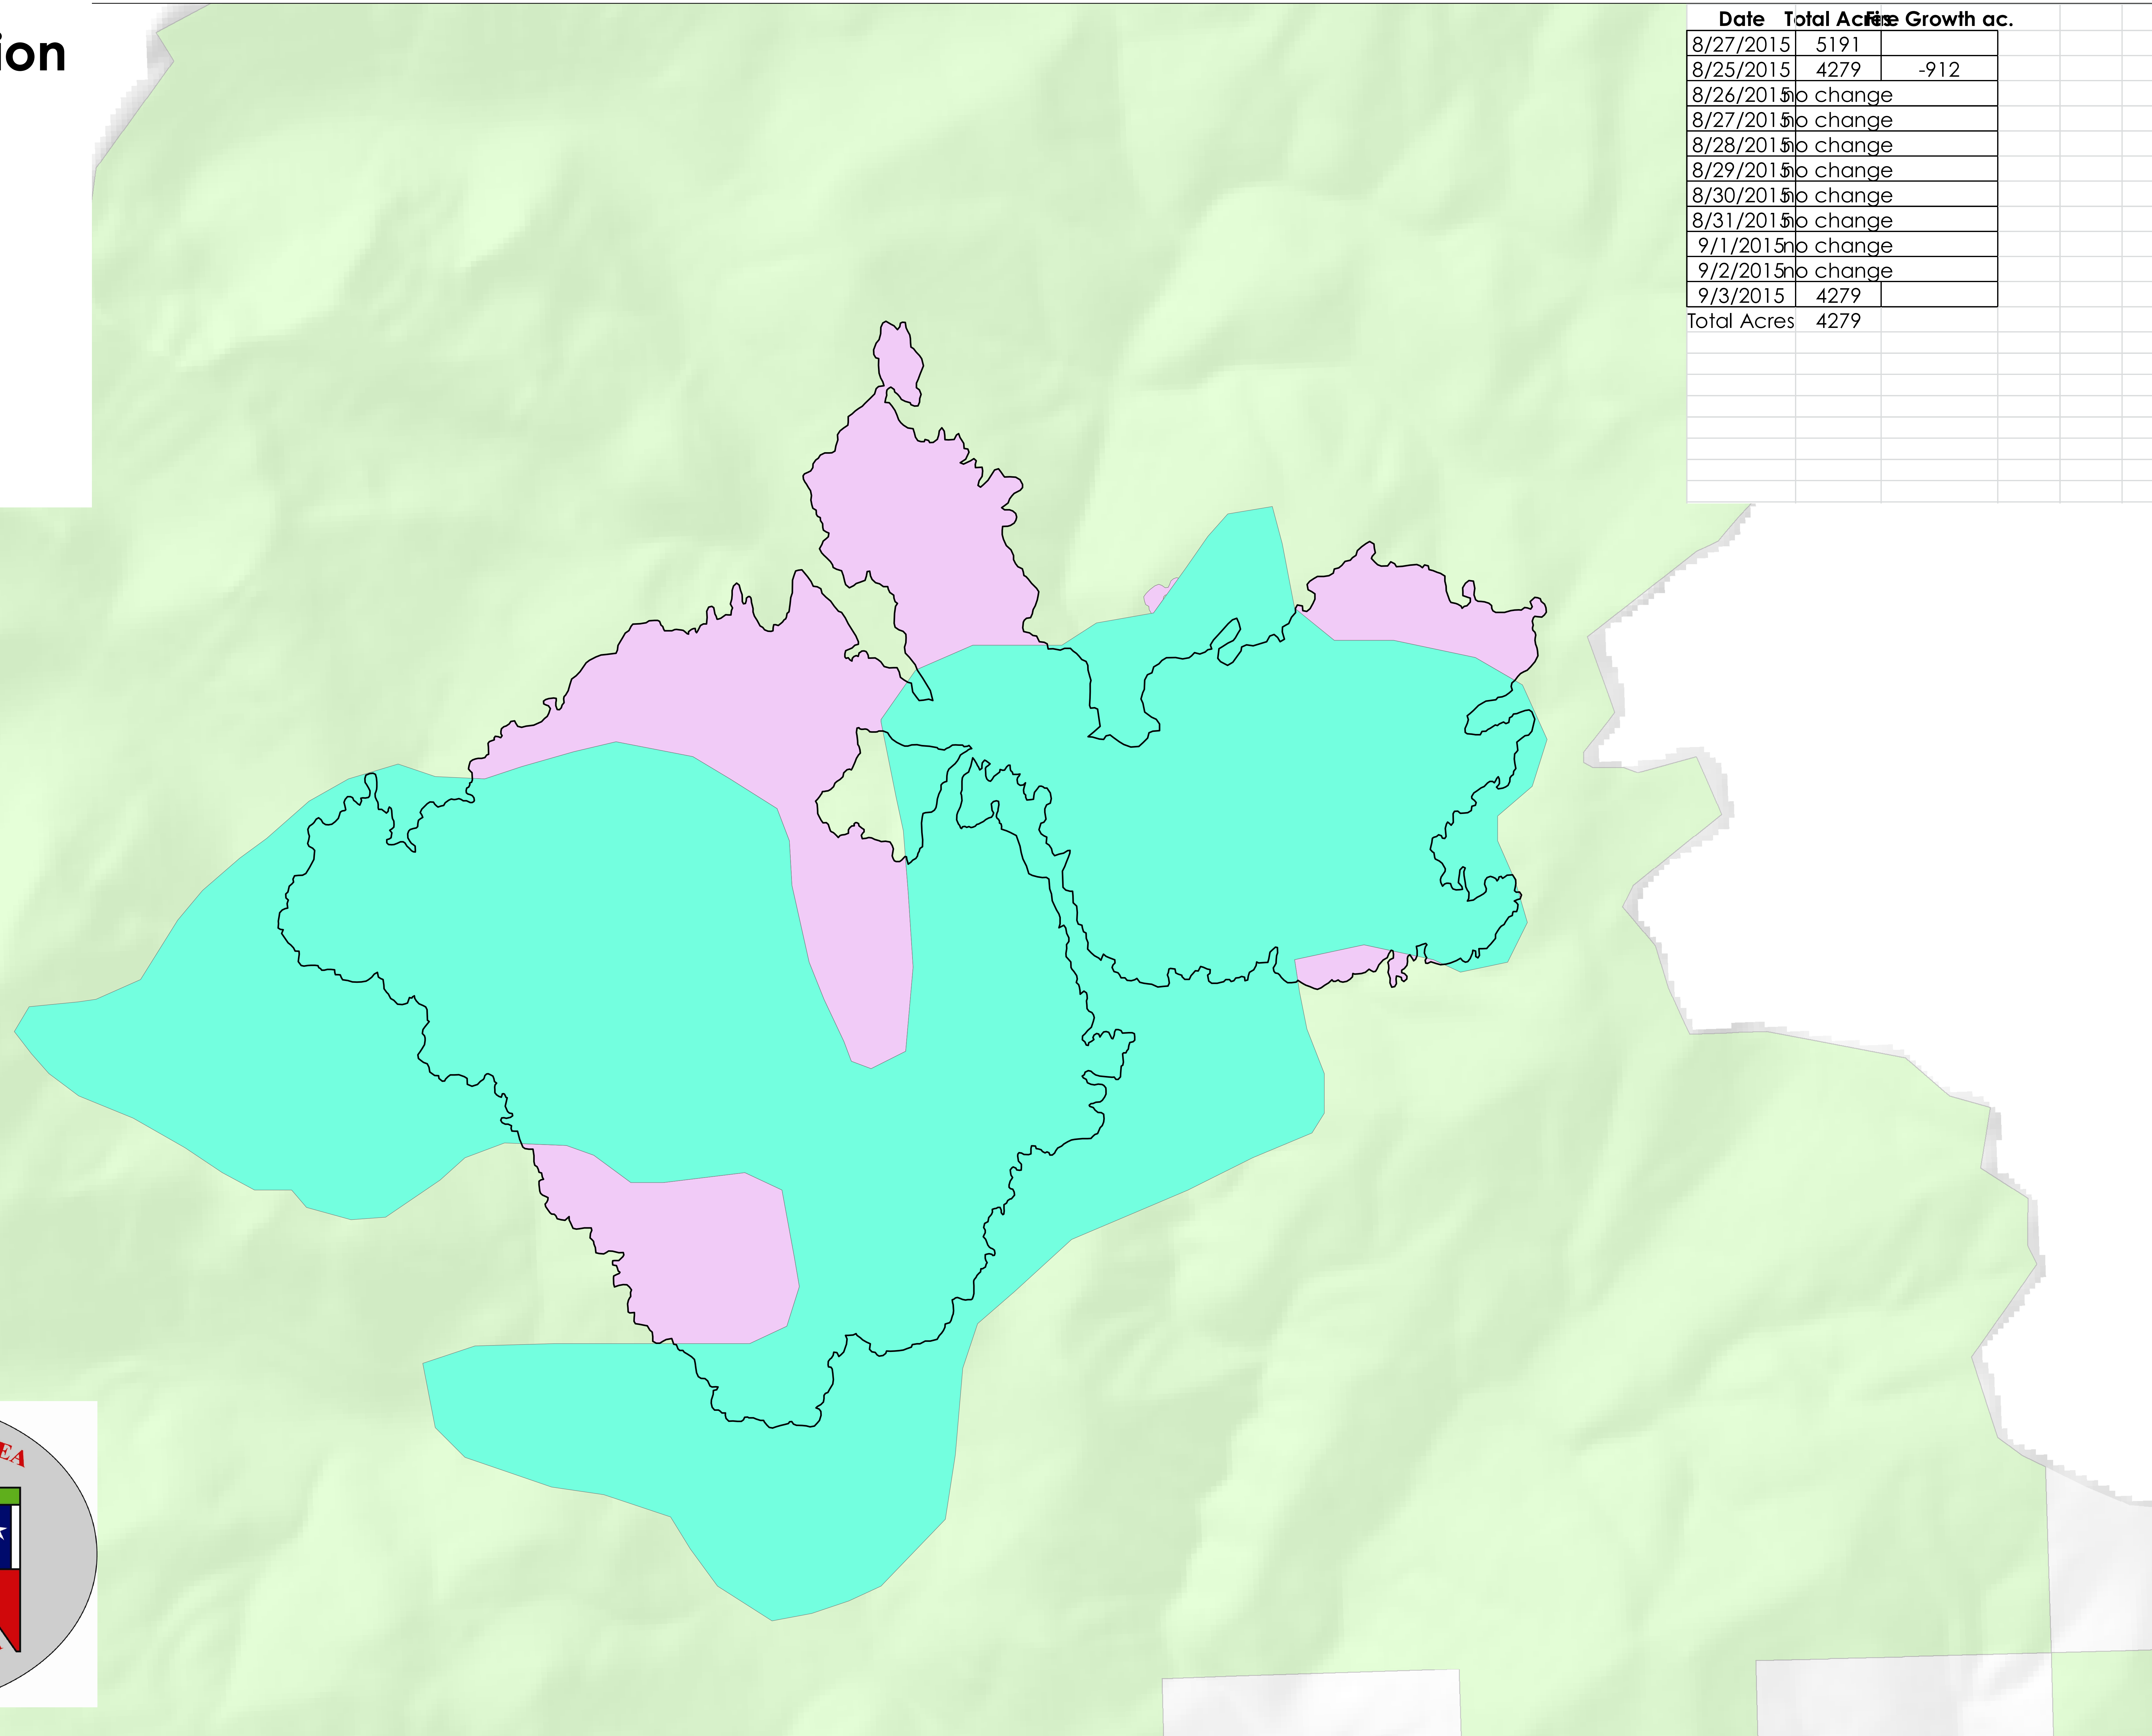 ion
Date Total Acres Fire Growth ac.
8/27/2015 5191
8/25/2015 4279 -912
8/26/2015 no change
8/27/2015 no change
8/28/2015 no change
8/29/2015 no change
8/30/2015 no change
8/31/2015 no change
9/1/2015 no change
9/2/2015 no change
9/3/2015 4279
Total Acres 4279
EA